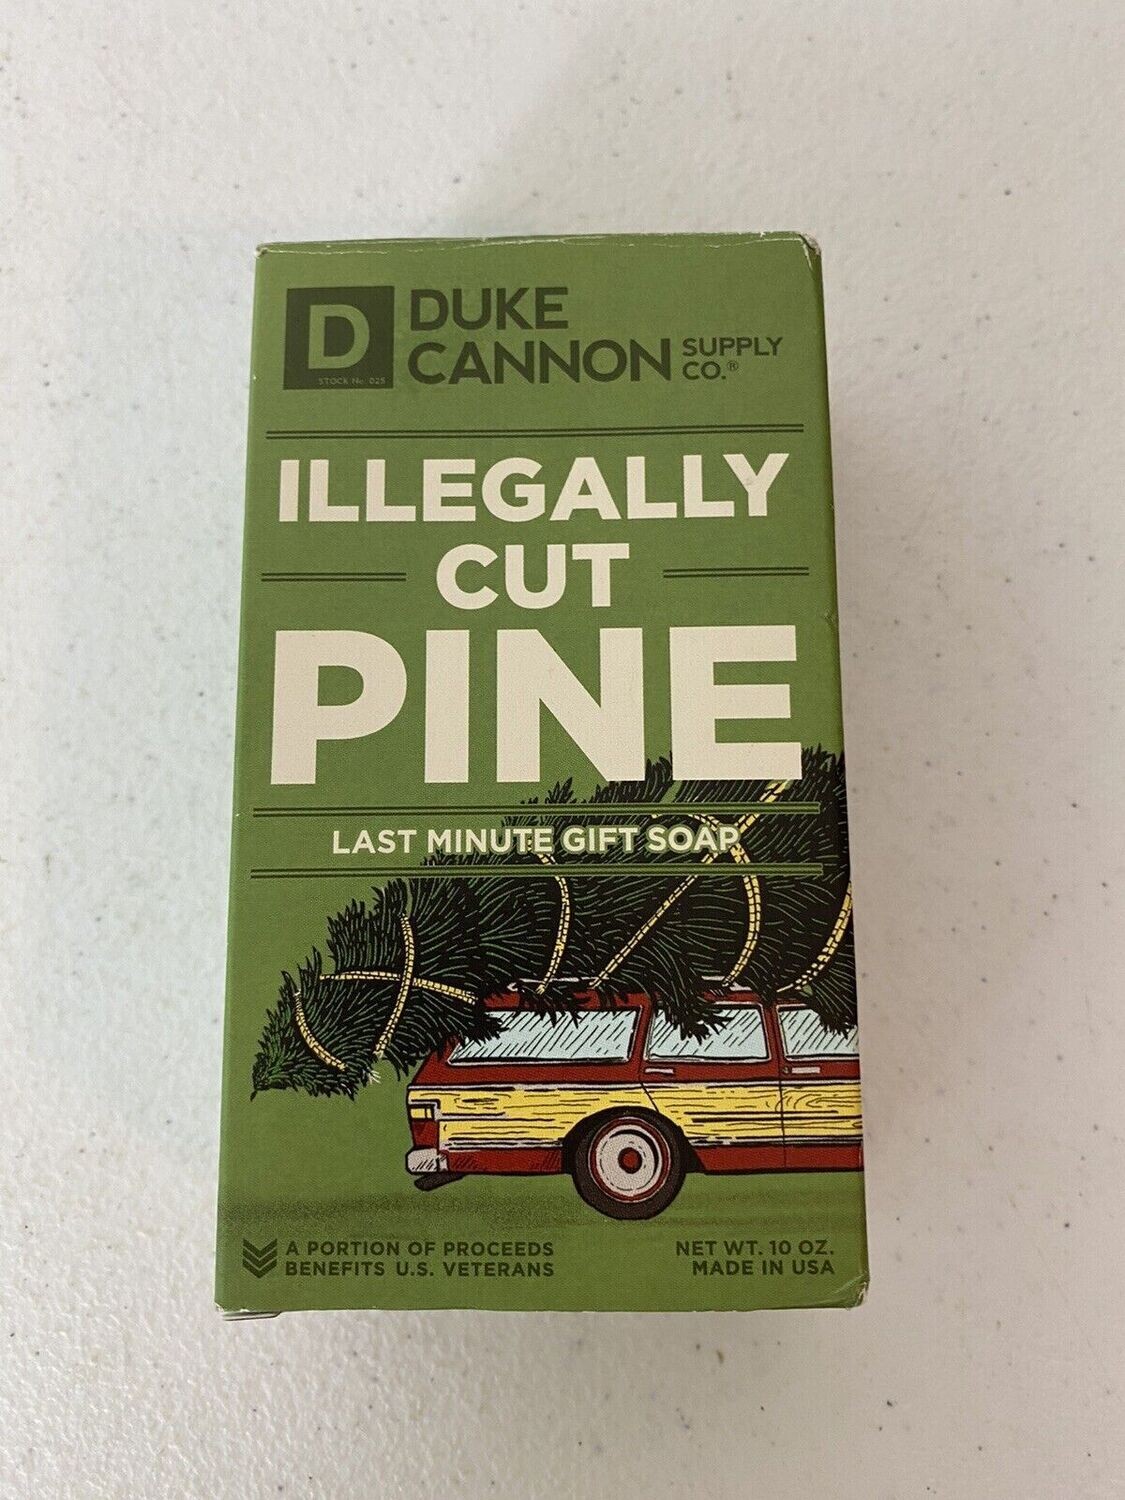 D
STOCK No. 025
DUKE
CANNON
SUPPLY
CO.®
ILLEGALLY
CUT
PINE
LAST MINUTE GIFT SOAP
A PORTION OF PROCEEDS
BENEFITS U.S. VETERANS
NET WT. 10 OZ.
MADE IN USA